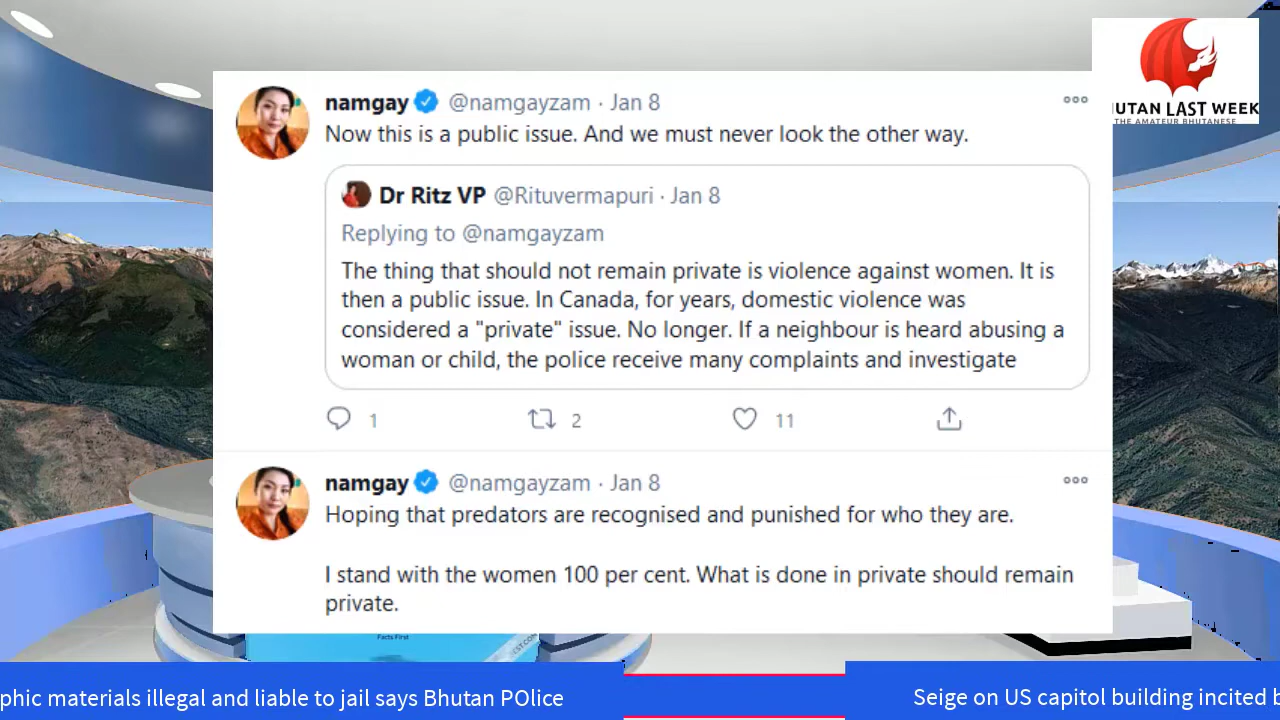 UTAN LAST WEEK
THE AMATEUR BHUTANESE
namgay @namgayzam · Jan 8
Now this is a public issue. And we must never look the other way.
Dr Ritz VP @Rituvermapuri · Jan 8
Replying to @namgayzam
The thing that should not remain private is violence against women. It is
then a public issue. In Canada, for years, domestic violence was
considered a "private" issue. No longer. If a neighbour is heard abusing a
woman or child, the police receive many complaints and investigate
1 2 11
namgay @namgayzam · Jan 8
Hoping that predators are recognised and punished for who they are.
I stand with the women 100 per cent. What is done in private should remain
private.
Facts First
phic materials illegal and liable to jail says Bhutan POlice
Seige on US capitol building incited b